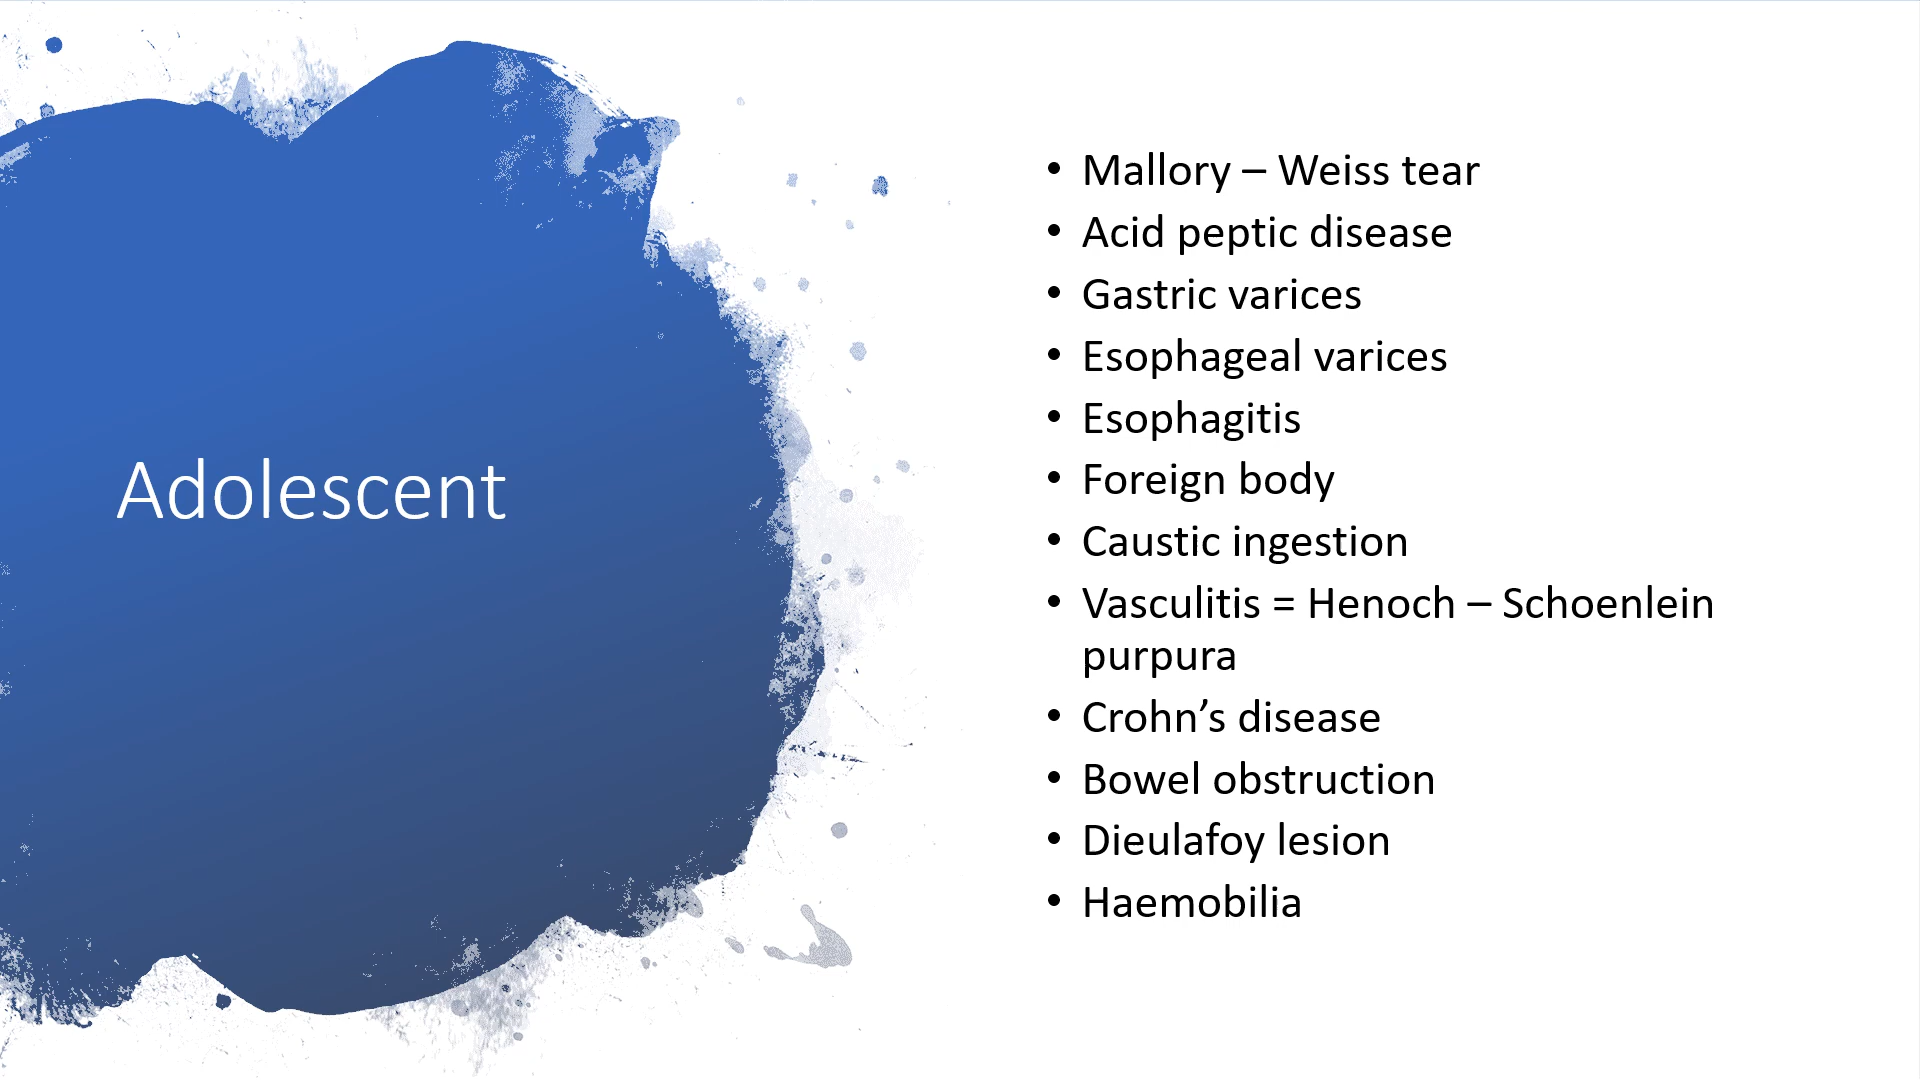 Adolescent
• Mallory – Weiss tear
• Acid peptic disease
• Gastric varices
• Esophageal varices
• Esophagitis
• Foreign body
• Caustic ingestion
• Vasculitis = Henoch – Schoenlein
purpura
• Crohn’s disease
• Bowel obstruction
• Dieulafoy lesion
• Haemobilia